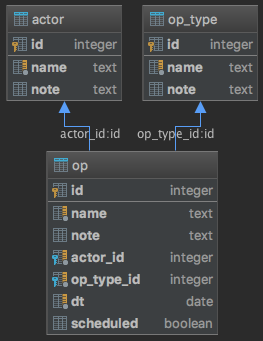 actor
id integer
name text
note text
op_type
id integer
name text
note text
actor_id:id
op_type_id:id
op
id integer
name text
note text
actor_id integer
op_type_id integer
dt date
scheduled boolean